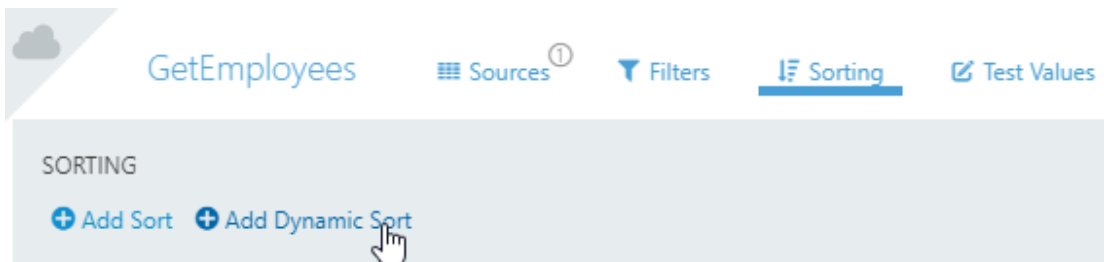 GetEmployees Sources 1 Filters Sorting Test Values
SORTING
Add Sort Add Dynamic Sort